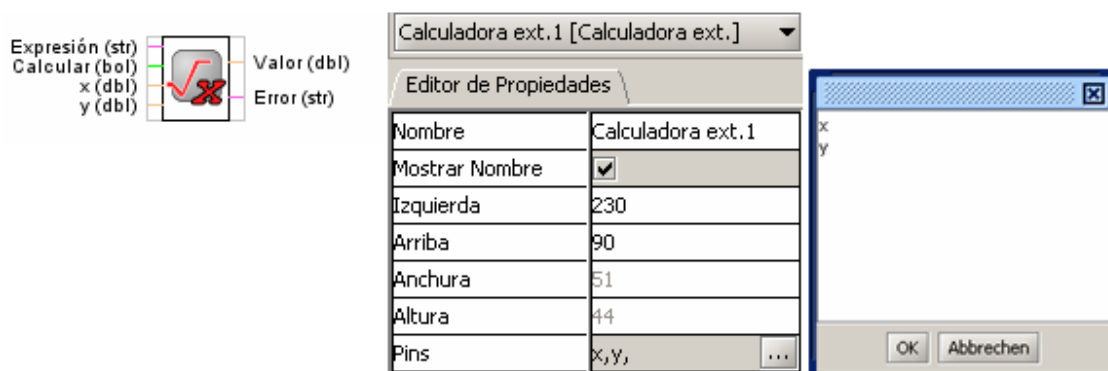 Expresión (str)
Calcular (bol)
x (dbl)
y (dbl)
Valor (dbl)
Error (str)
Calculadora ext.1 [Calculadora ext.]
Editor de Propiedades
Nombre Calculadora ext.1
Mostrar Nombre
Izquierda 230
Arriba 90
Anchura 51
Altura 44
Pins x,y, ...
x
y
OK Abbrechen